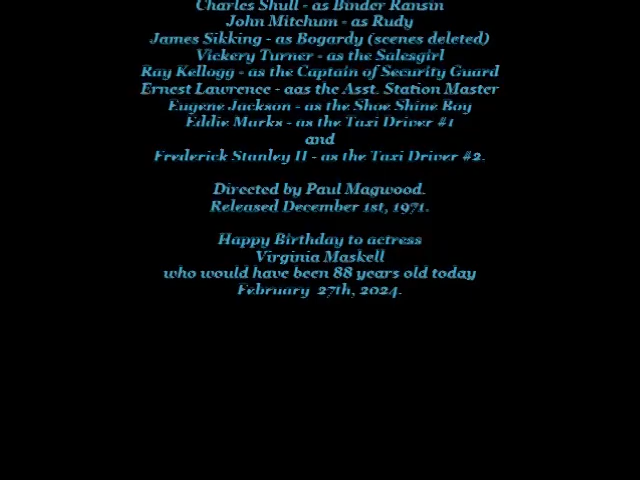 Charles Shull - as Binder Ransin
John Mitchum - as Rudy
James Sikking - as Bogardy (scenes deleted)
Vickery Turner - as the Salesgirl
Ray Kellogg - as the Captain of Security Guard
Ernest Lawrence - aas the Asst. Station Master
Eugene Jackson - as the Shoe Shine Boy
Eddie Marks - as the Taxi Driver #1
and
Frederick Stanley II - as the Taxi Driver #2.
Directed by Paul Magwood.
Released December 1st, 1971.
Happy Birthday to actress
Virginia Maskell
who would have been 88 years old today
February 27th, 2024.